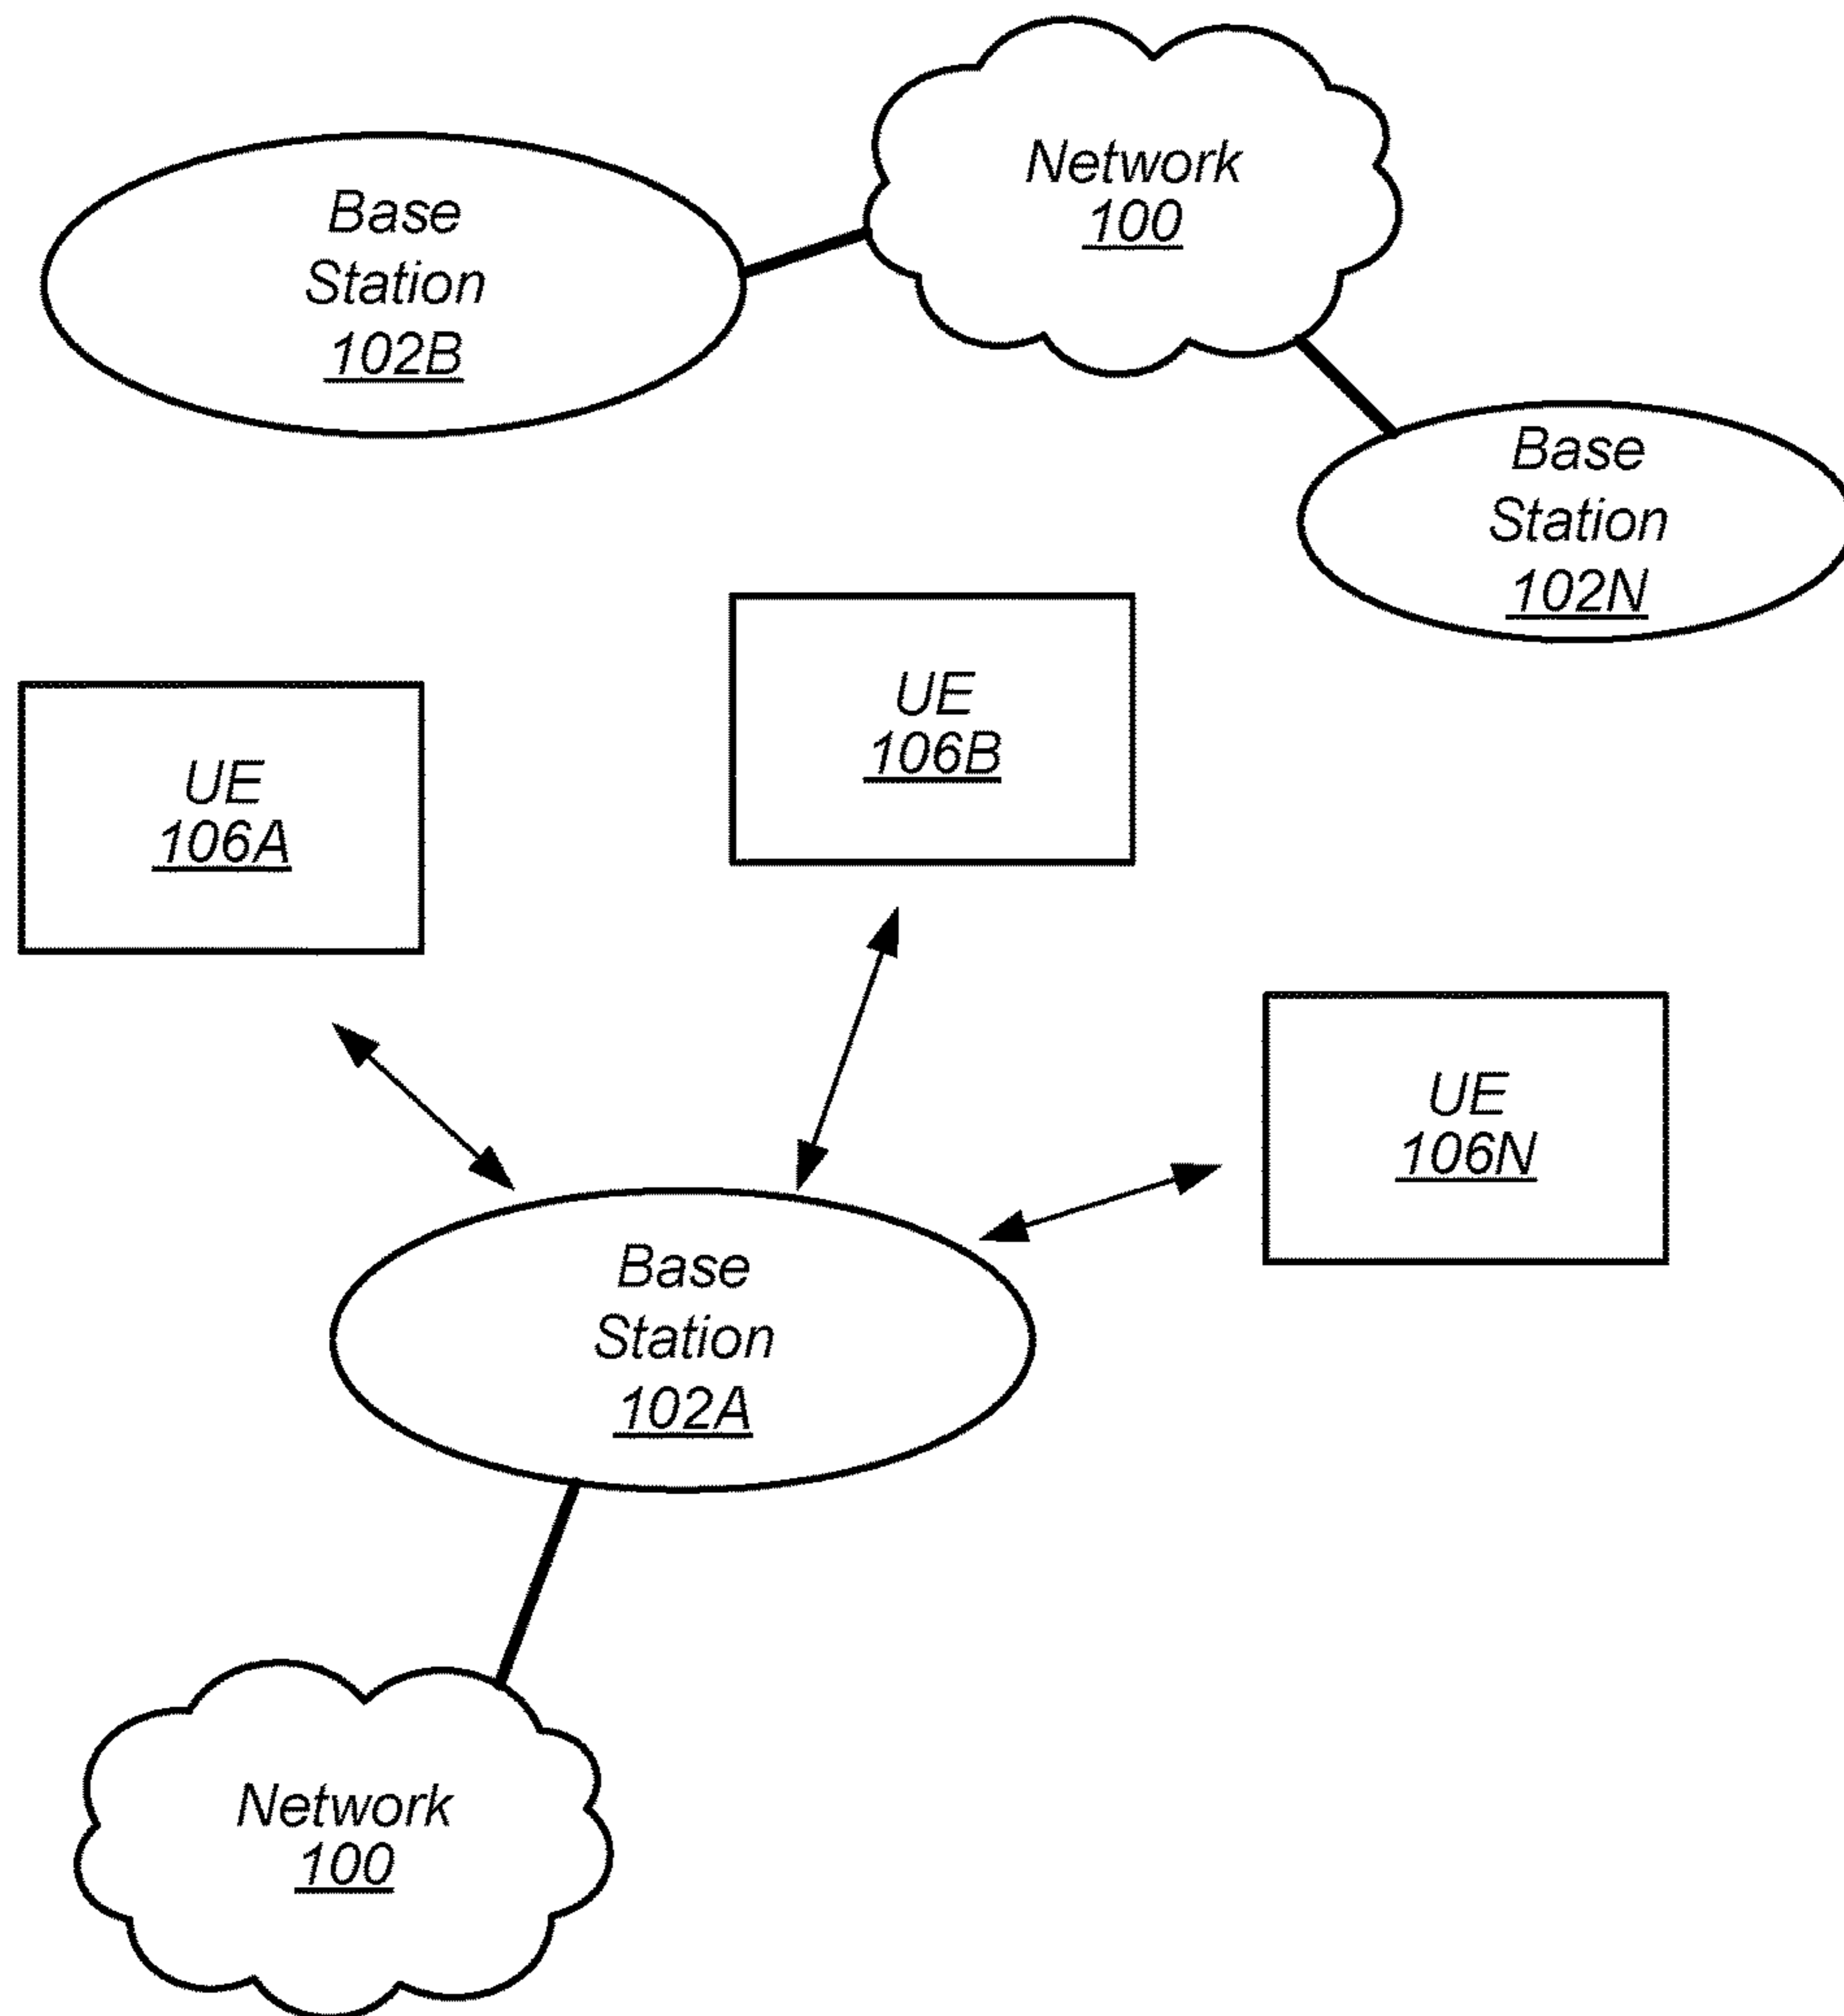 Network
100
Base
Station
102B
Base
Station
102N
UE
106B
UE
106A
UE
106N
Base
Station
102A
Network
100